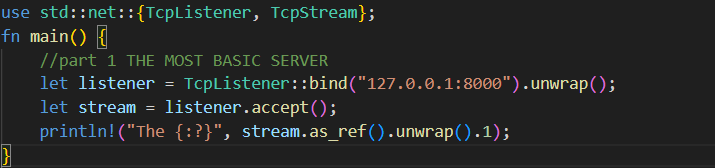 use std::net::{TcpListener, TcpStream};
fn main() {
    //part 1 THE MOST BASIC SERVER
    let listener = TcpListener::bind("127.0.0.1:8000").unwrap();
    let stream = listener.accept();
    println!("The {:?}", stream.as_ref().unwrap().1);
}